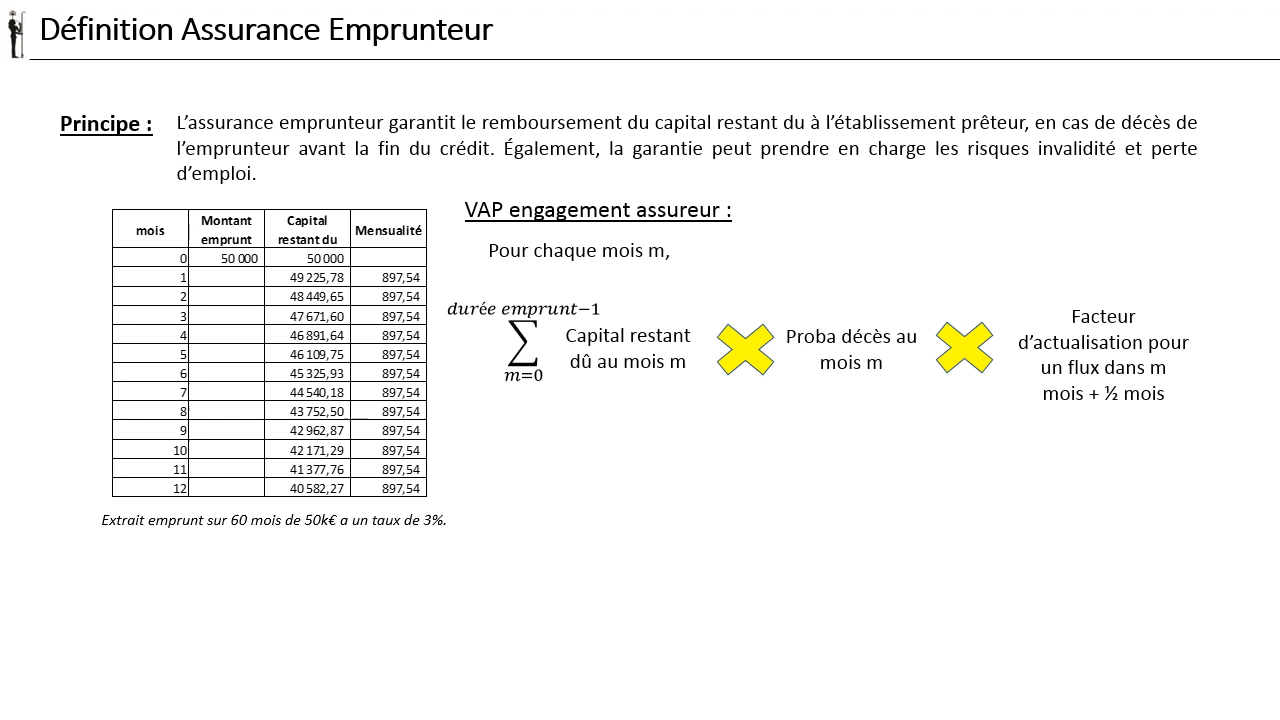 Définition Assurance Emprunteur
Principe :
L’assurance emprunteur garantit le remboursement du capital restant du à l’établissement prêteur, en cas de décès de
l’emprunteur avant la fin du crédit. Également, la garantie peut prendre en charge les risques invalidité et perte
d’emploi.
mois Montant emprunt Capital restant du Mensualité
0 50 000 50 000
1 49 225,78 897,54
2 48 449,65 897,54
3 47 671,60 897,54
4 46 891,64 897,54
5 46 109,75 897,54
6 45 325,93 897,54
7 44 540,18 897,54
8 43 752,50 897,54
9 42 962,87 897,54
10 42 171,29 897,54
11 41 377,76 897,54
12 40 582,27 897,54
Extrait emprunt sur 60 mois de 50k€ a un taux de 3%.
VAP engagement assureur :
Pour chaque mois m,
durée emprunt−1
∑
m=0
Capital restant
dû au mois m
Proba décès au
mois m
Facteur
d’actualisation pour
un flux dans m
mois + ½ mois